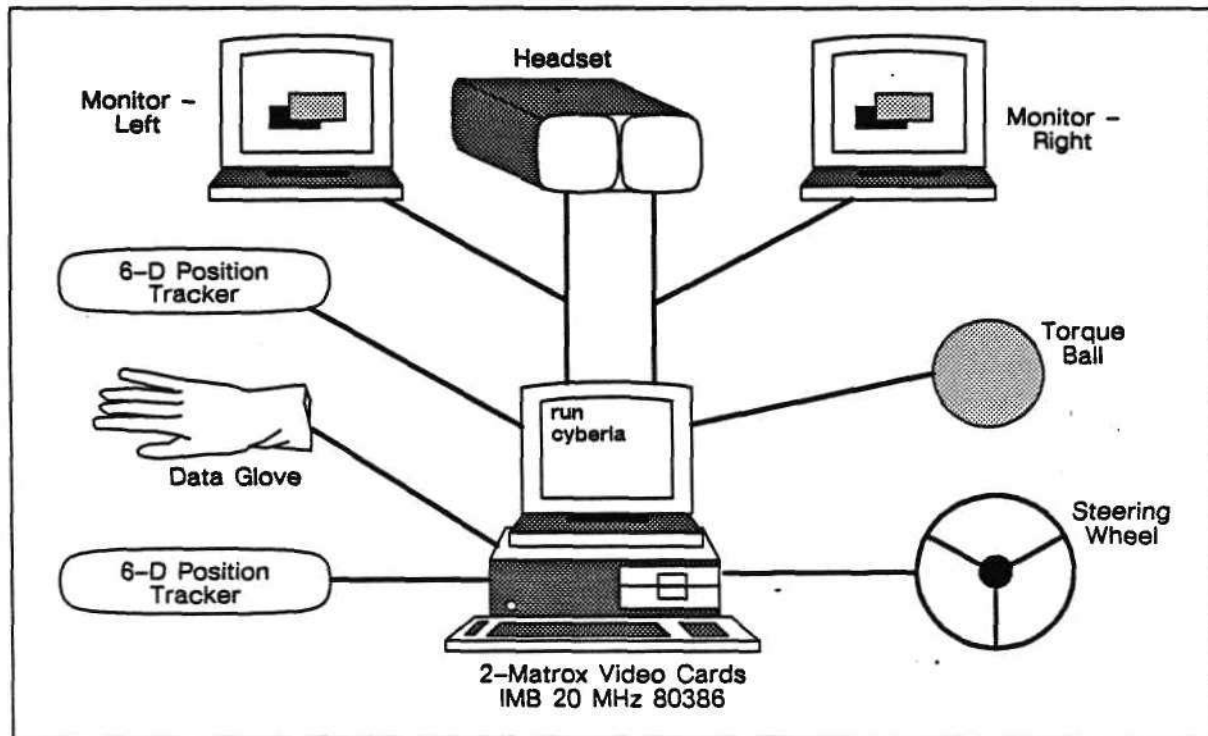 Headset
Monitor –
Left
Monitor –
Right
6–D Position
Tracker
Torque
Ball
run
cyberia
Data Glove
Steering
Wheel
6–D Position
Tracker
2–Matrox Video Cards
IMB 20 MHz 80386